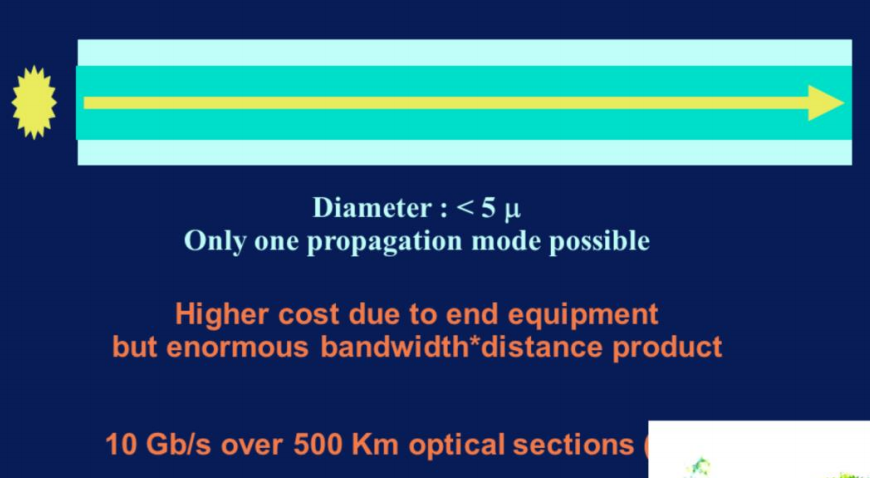 Diameter : < 5 μ
Only one propagation mode possible
Higher cost due to end equipment
but enormous bandwidth*distance product
10 Gb/s over 500 Km optical sections (